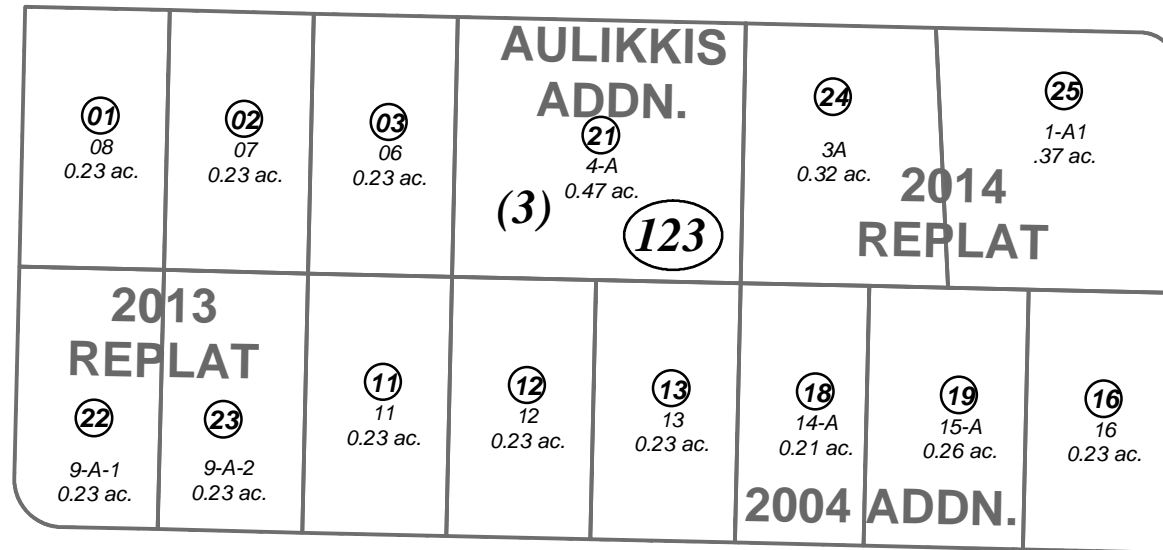 AULIKKIS
ADDN.
01
08
0.23 ac.
02
07
0.23 ac.
03
06
0.23 ac.
21
4-A
0.47 ac.
(3)
123
24
3A
0.32 ac.
25
1-A1
.37 ac.
2014
REPLAT
2013
REPLAT
22
9-A-1
0.23 ac.
23
9-A-2
0.23 ac.
11
11
0.23 ac.
12
12
0.23 ac.
13
13
0.23 ac.
18
14-A
0.21 ac.
19
15-A
0.26 ac.
16
16
0.23 ac.
2004 ADDN.